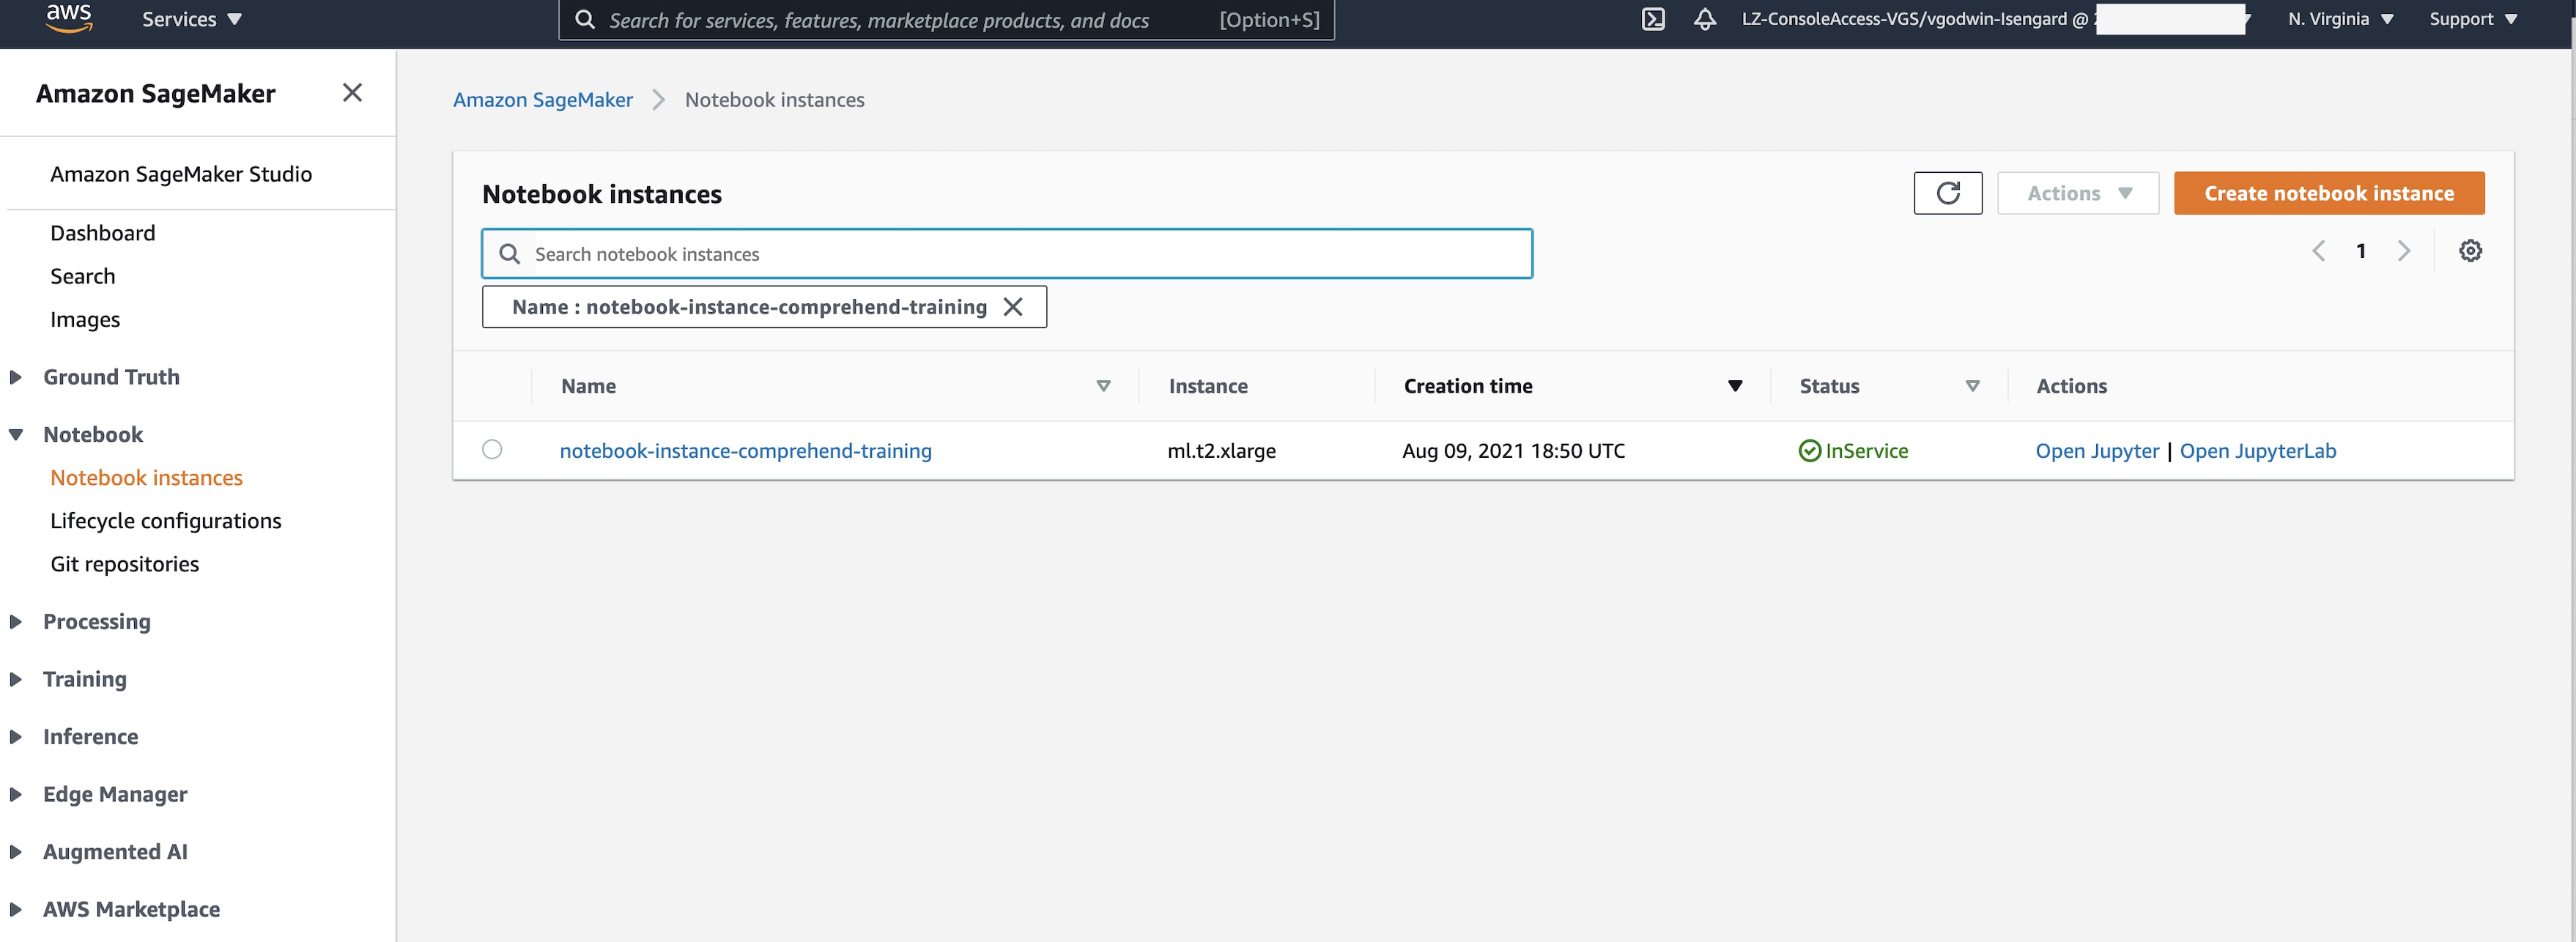 aws Services Search for services, features, marketplace products, and docs [Option+S] LZ-ConsoleAccess-VGS/vgodwin-Isengard @ N. Virginia Support
Amazon SageMaker
Amazon SageMaker Studio
Dashboard
Search
Images
Ground Truth
Notebook
Notebook instances
Lifecycle configurations
Git repositories
Processing
Training
Inference
Edge Manager
Augmented AI
AWS Marketplace
Amazon SageMaker > Notebook instances
Notebook instances
Actions
Create notebook instance
Search notebook instances
1
Name : notebook-instance-comprehend-training
Name Instance Creation time Status Actions
notebook-instance-comprehend-training ml.t2.xlarge Aug 09, 2021 18:50 UTC InService Open Jupyter | Open JupyterLab